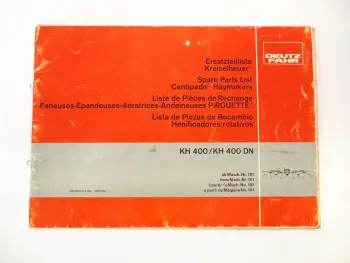 Ersatzteilliste
Kreiselheuer
Spare Parts List
Centipede Haymakers
Liste de Pièces de Rechange
Faneuses-Epandeuses-Aératrices-Andaineuses PIROUETTE
Lista de Piezas de Recambio
Henificadores rotativos
DEUTZ
FAHR
KH 400/KH 400 DN
ab Masch. Nr. 101
from Mach. Nr. 101
à partir de Mach. No. 101
a partir de Máquina No. 101